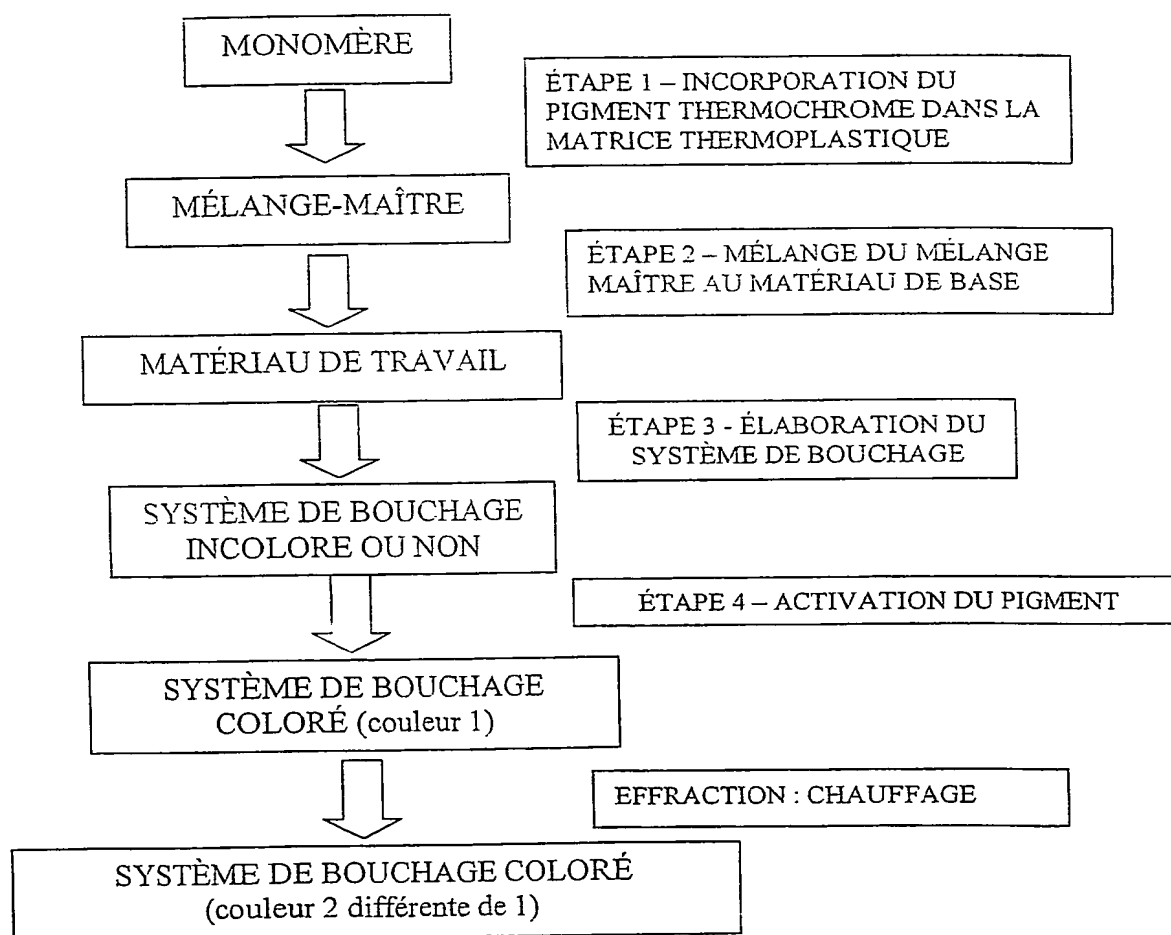 MONOMÈRE
ÉTAPE 1 – INCORPORATION DU
PIGMENT THERMOCHROME DANS LA
MATRICE THERMOPLASTIQUE
MÉLANGE-MAÎTRE
ÉTAPE 2 – MÉLANGE DU MÉLANGE
MAÎTRE AU MATÉRIAU DE BASE
MATÉRIAU DE TRAVAIL
ÉTAPE 3 - ÉLABORATION DU
SYSTÈME DE BOUCHAGE
SYSTÈME DE BOUCHAGE
INCOLORE OU NON
ÉTAPE 4 – ACTIVATION DU PIGMENT
SYSTÈME DE BOUCHAGE
COLORÉ (couleur 1)
EFFRACTION : CHAUFFAGE
SYSTÈME DE BOUCHAGE COLORÉ
(couleur 2 différente de 1)